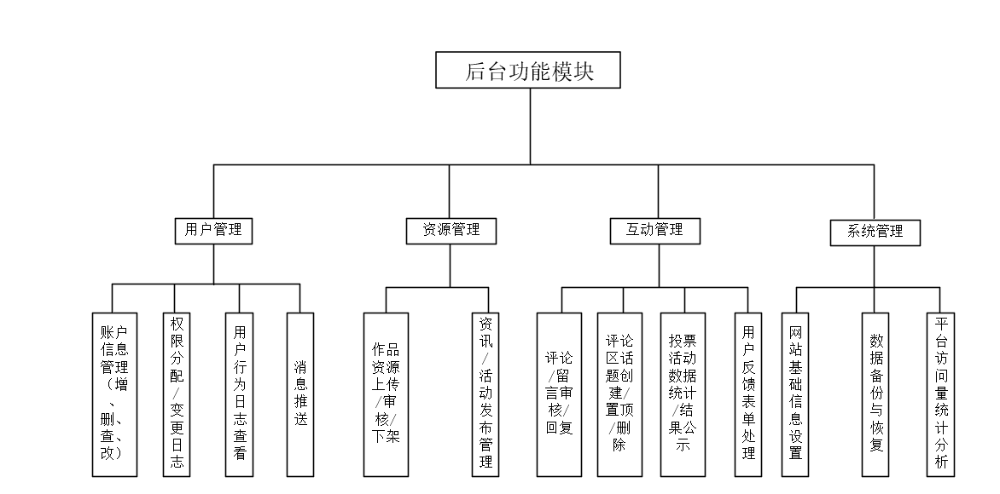 后台功能模块
用户管理
资源管理
互动管理
系统管理
账户
信息
管理
（增
、
删、
查、
改）
权限分配/变更日志
用户行为日志查看
消息推送
作品
资源
上传
/审
核/
下架
资讯/活动发布管理
评论
/留
言审
核/
回复
评论
区话
题创
建/
置顶
/删
除
投票
活动
数据
统计
/结
果公
示
用户反馈表单处理
网站基础信息设置
数据备份与恢复
平台访问量统计分析